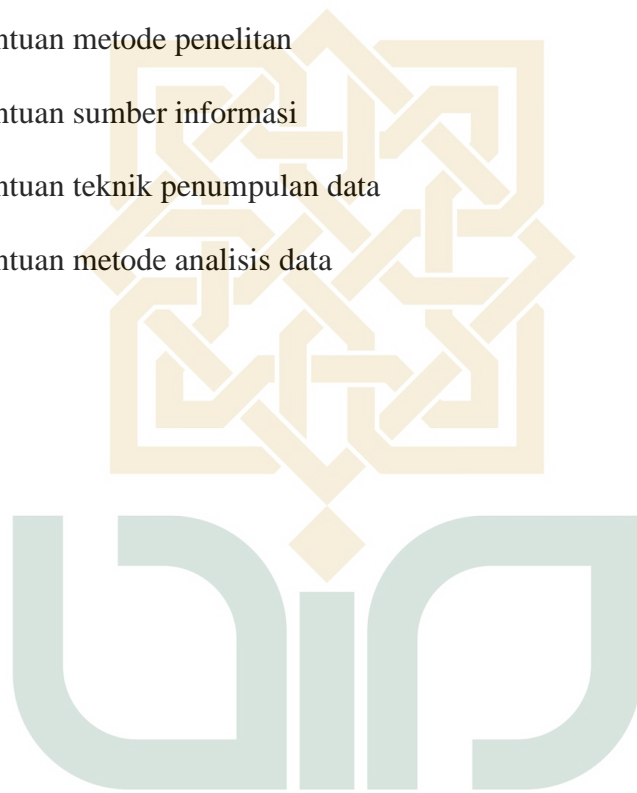 ntuan metode penelitan
ntuan sumber informasi
ntuan teknik penumpulan data
ntuan metode analisis data